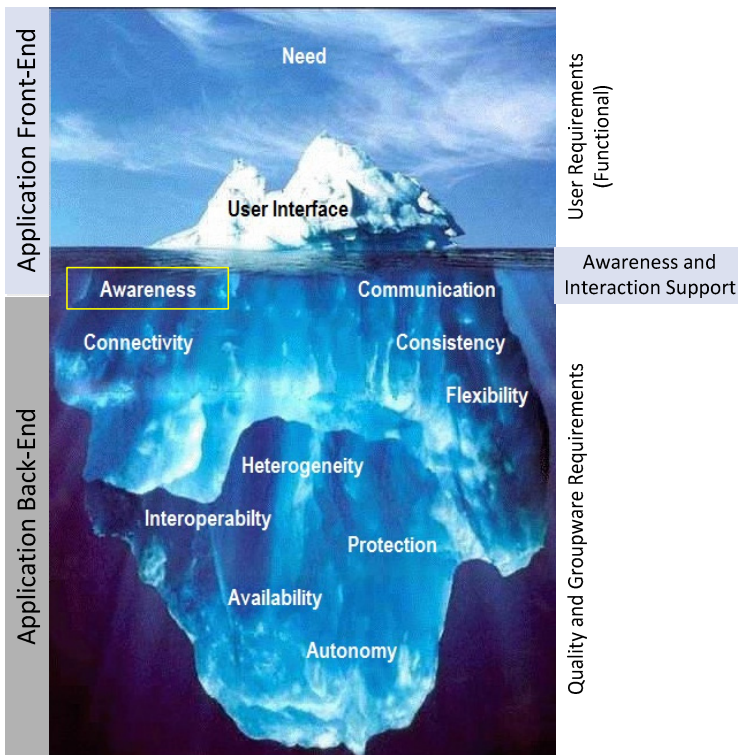 Application Front-End
Need
User Interface
User Requirements
(Functional)
Awareness and
Interaction Support
Awareness
Communication
Connectivity
Consistency
Flexibility
Heterogeneity
Interoperabilty
Protection
Availability
Autonomy
Application Back-End
Quality and Groupware Requirements